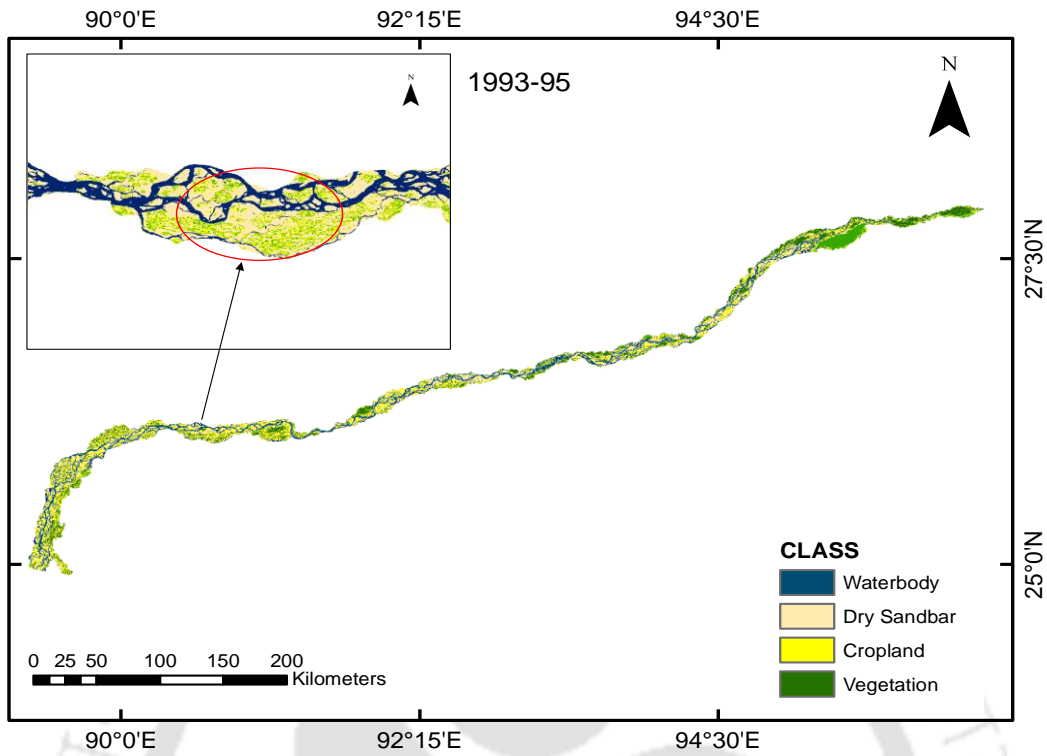 90°0'E 92°15'E 94°30'E
N
1993-95
N
27°30'N
25°0'N
CLASS
Waterbody
Dry Sandbar
Cropland
Vegetation
0 25 50 100 150 200
Kilometers
90°0'E 92°15'E 94°30'E